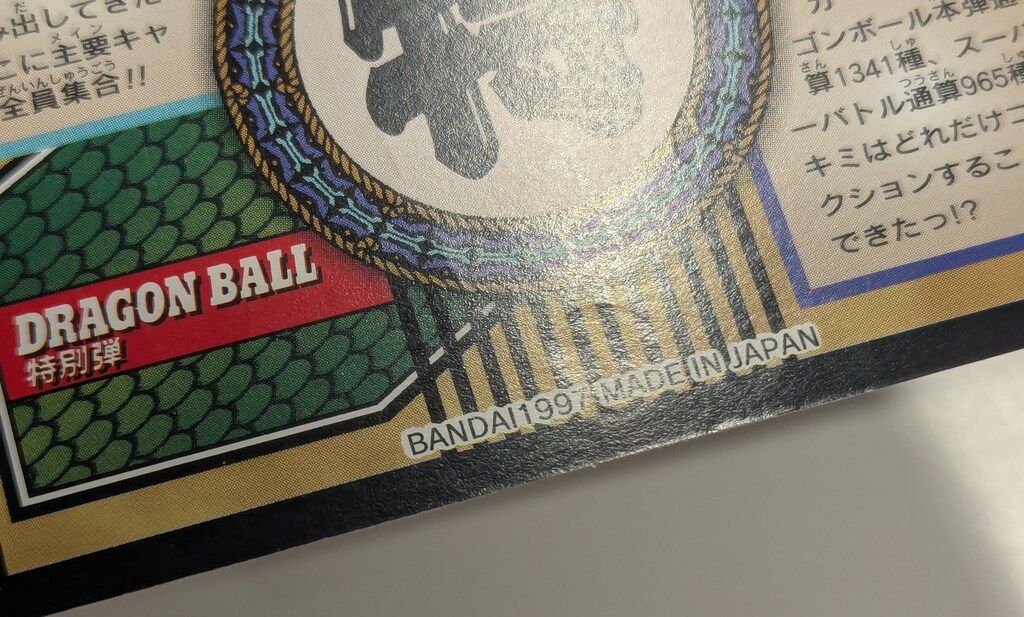 出してきた
に主要キャ
全員集合!!
ゴンボール本弾通
算1341種、スーパ
ーバトル通算965種
キミはどれだけコ
クションするこ
できたっ!?
DRAGON BALL
特別弾
BANDAI1997 MADE IN JAPAN